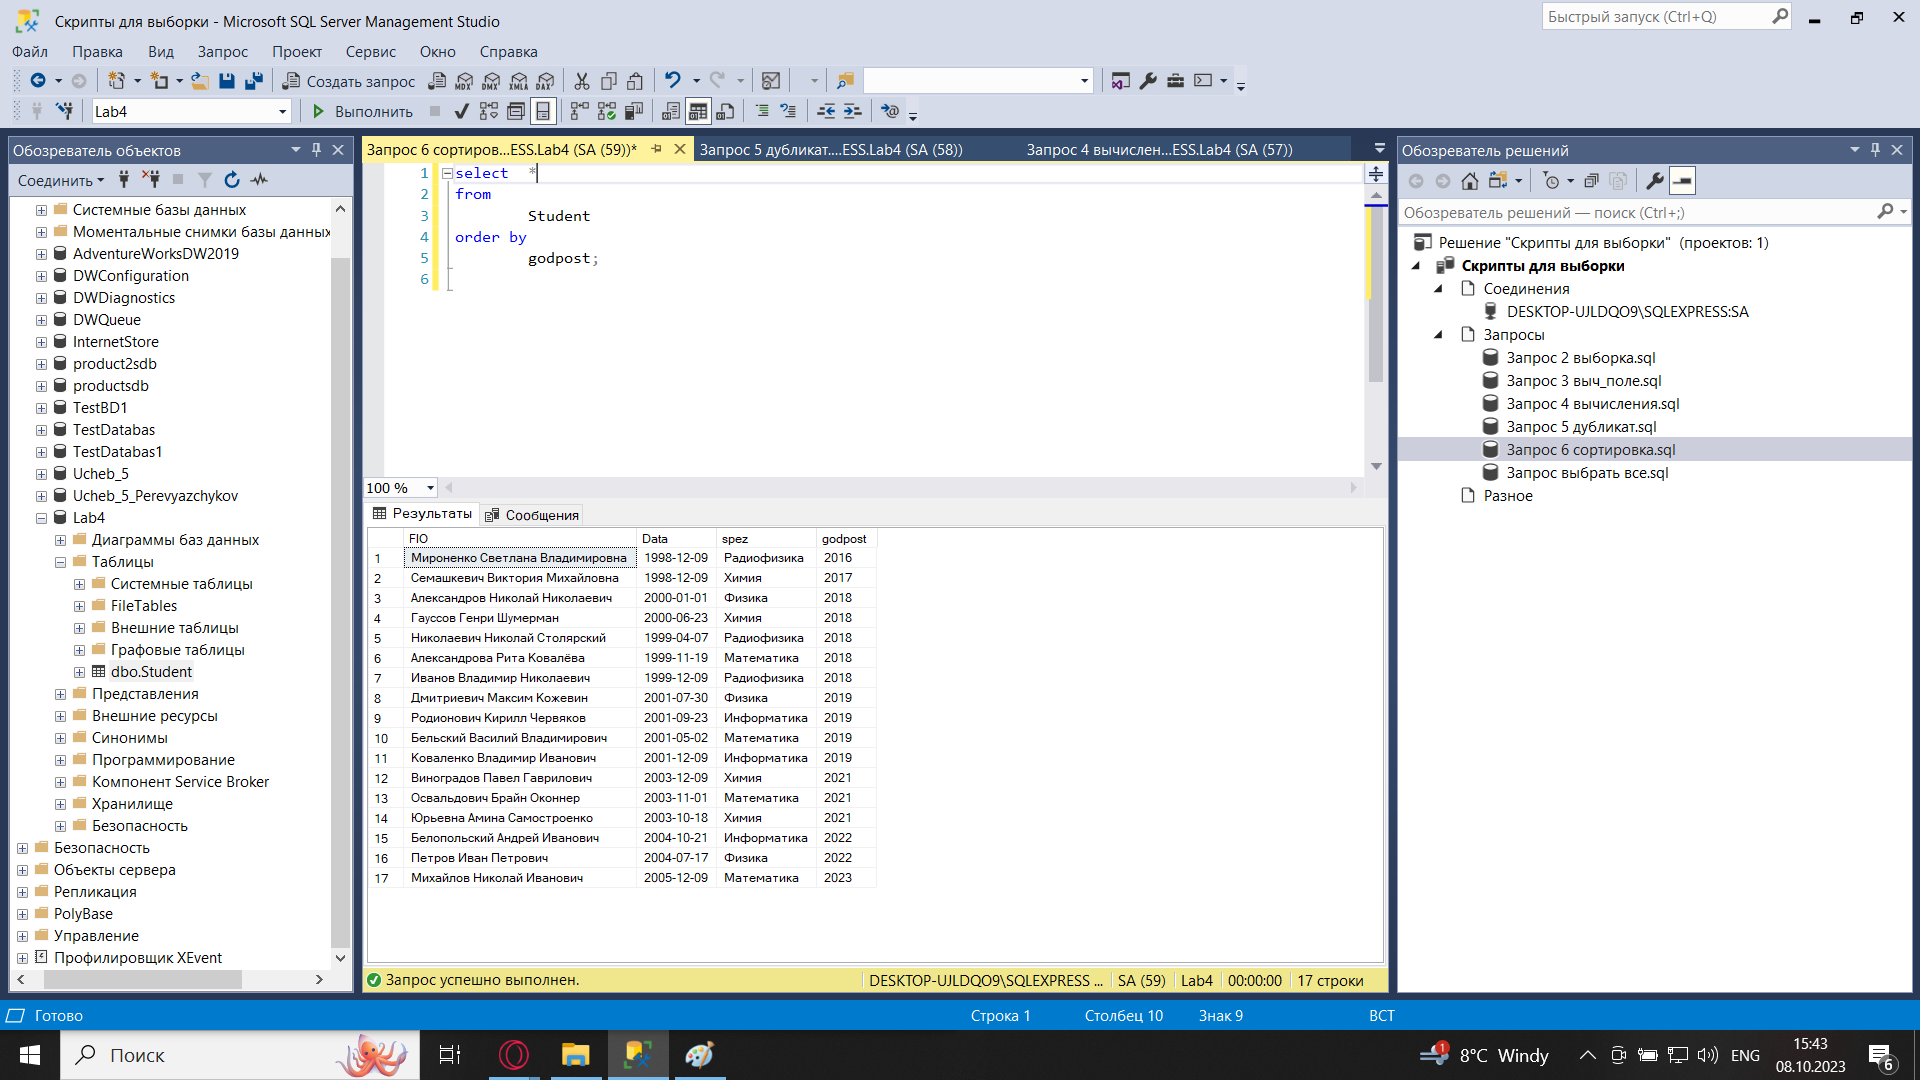 Скрипты для выборки - Microsoft SQL Server Management Studio
Быстрый запуск (Ctrl+Q)
Файл Правка Вид Запрос Проект Сервис Окно Справка
Создать запрос MDX DMX XMLA DAX
Lab4 Выполнить
Обозреватель объектов
Соединить
Системные базы данных
Моментальные снимки базы данных
AdventureWorksDW2019
DWConfiguration
DWDiagnostics
DWQueue
InternetStore
product2sdb
productsdb
TestBD1
TestDatabas
TestDatabas1
Ucheb_5
Ucheb_5_Perevyazchykov
Lab4
Диаграммы баз данных
Таблицы
Системные таблицы
FileTables
Внешние таблицы
Графовые таблицы
dbo.Student
Представления
Внешние ресурсы
Синонимы
Программирование
Компонент Service Broker
Хранилище
Безопасность
Безопасность
Объекты сервера
Репликация
PolyBase
Управление
Профилировщик XEvent
Запрос 6 сортиров...ESS.Lab4 (SA (59))* Запрос 5 дубликат....ESS.Lab4 (SA (58)) Запрос 4 вычислен...ESS.Lab4 (SA (57))
1 select *
2 from
3 Student
4 order by
5 godpost;
6
100 %
Результаты Сообщения
FIO Data spez godpost
1 Мироненко Светлана Владимировна 1998-12-09 Радиофизика 2016
2 Семашкевич Виктория Михайловна 1998-12-09 Химия 2017
3 Александров Николай Николаевич 2000-01-01 Физика 2018
4 Гауссов Генри Шумерман 2000-06-23 Химия 2018
5 Николаевич Николай Столярский 1999-04-07 Радиофизика 2018
6 Александрова Рита Ковалёва 1999-11-19 Математика 2018
7 Иванов Владимир Николаевич 1999-12-09 Радиофизика 2018
8 Дмитриевич Максим Кожевин 2001-07-30 Физика 2019
9 Родионович Кирилл Червяков 2001-09-23 Информатика 2019
10 Бельский Василий Владимирович 2001-05-02 Математика 2019
11 Коваленко Владимир Иванович 2001-12-09 Информатика 2019
12 Виноградов Павел Гаврилович 2003-12-09 Химия 2021
13 Освальдович Брайн Оконнер 2003-11-01 Математика 2021
14 Юрьевна Амина Самостроенко 2003-10-18 Химия 2021
15 Белопольский Андрей Иванович 2004-10-21 Информатика 2022
16 Петров Иван Петрович 2004-07-17 Физика 2022
17 Михайлов Николай Иванович 2005-12-09 Математика 2023
Запрос успешно выполнен. DESKTOP-UJLDQO9\SQLEXPRESS ... SA (59) Lab4 00:00:00 17 строки
Обозреватель решений
Обозреватель решений — поиск (Ctrl+;)
Решение "Скрипты для выборки" (проектов: 1)
Скрипты для выборки
Соединения
DESKTOP-UJLDQO9\SQLEXPRESS:SA
Запросы
Запрос 2 выборка.sql
Запрос 3 выч_поле.sql
Запрос 4 вычисления.sql
Запрос 5 дубликат.sql
Запрос 6 сортировка.sql
Запрос выбрать все.sql
Разное
Готово Строка 1 Столбец 10 Знак 9 ВСТ
Поиск 1 8°C Windy ENG 15:43
08.10.2023 6